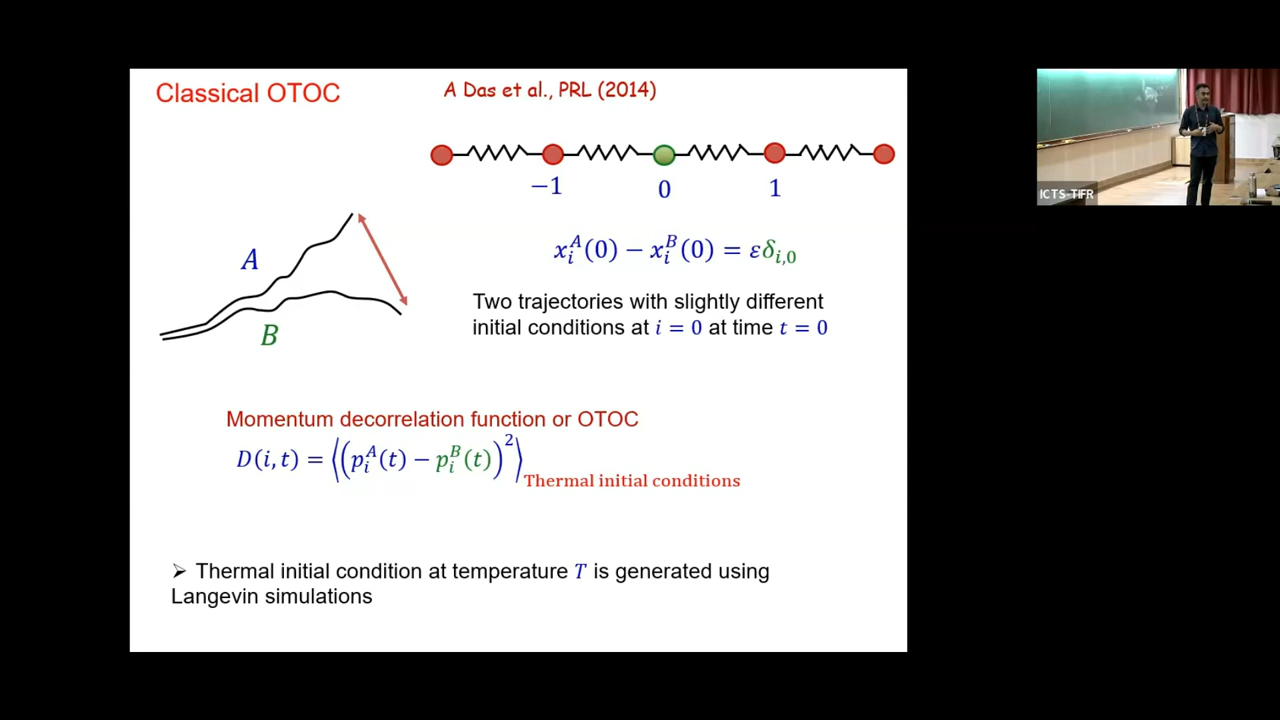 Classical OTOC
A Das et al., PRL (2014)
−1 0 1
x_i^A(0) − x_i^B(0) = εδ_{i,0}
A
B
Two trajectories with slightly different
initial conditions at i = 0 at time t = 0
Momentum decorrelation function or OTOC
D(i, t) = ⟨(p_i^A(t) − p_i^B(t))^2⟩
Thermal initial conditions
➢ Thermal initial condition at temperature T is generated using
Langevin simulations
ICTS-TIFR